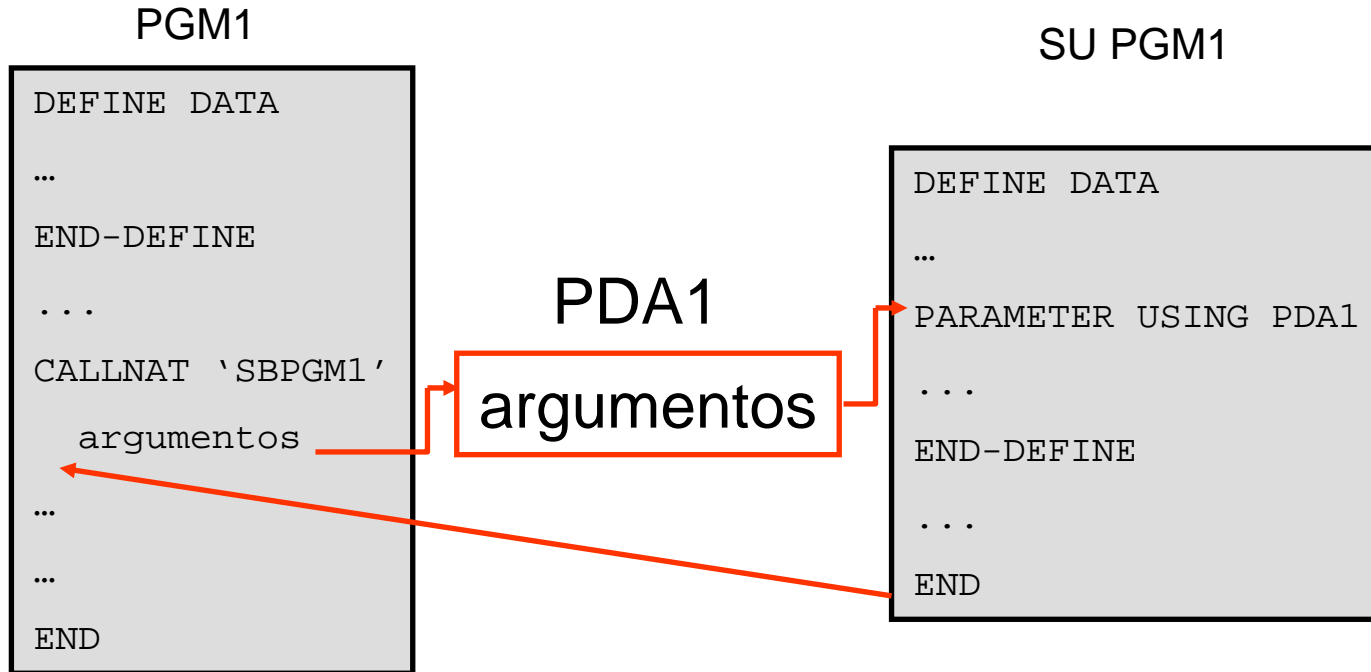 PGM1
DEFINE DATA
…
END-DEFINE
...
CALLNAT ‘SBPGM1’
argumentos
…
…
END
PDA1
argumentos
SU PGM1
DEFINE DATA
…
PARAMETER USING PDA1
...
END-DEFINE
...
END